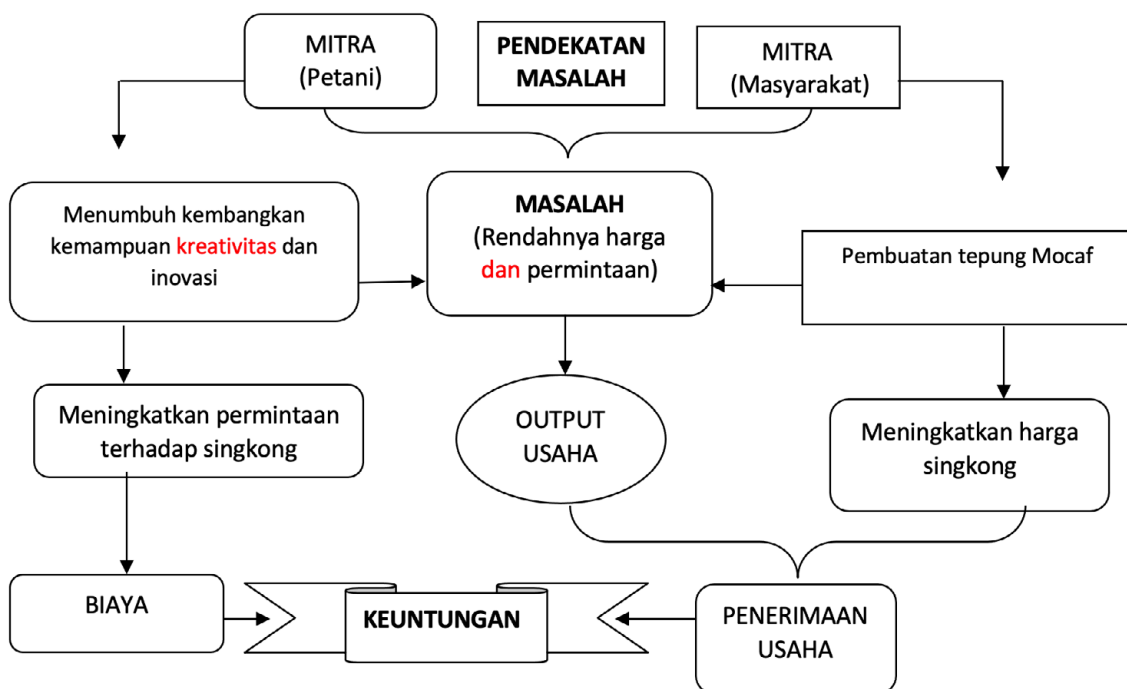 MITRA
(Petani)
PENDEKATAN
MASALAH
MITRA
(Masyarakat)
Menumbuh kembangkan
kemampuan kreativitas dan
inovasi
MASALAH
(Rendahnya harga
dan permintaan)
Pembuatan tepung Mocaf
Meningkatkan permintaan
terhadap singkong
OUTPUT
USAHA
Meningkatkan harga
singkong
BIAYA
KEUNTUNGAN
PENERIMAAN
USAHA